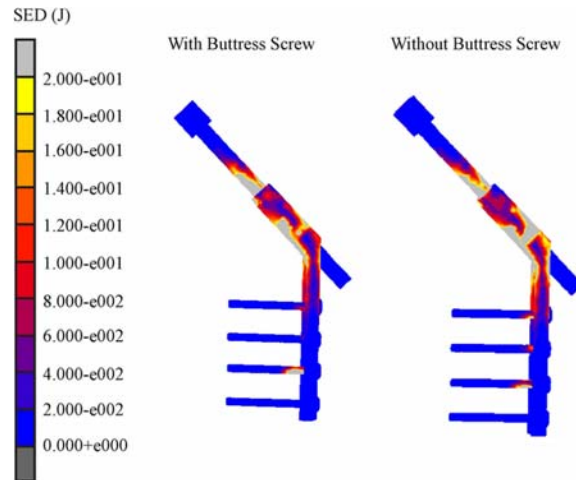 SED (J)
With Buttress Screw
Without Buttress Screw
2.000-e001
1.800-e001
1.600-e001
1.400-e001
1.200-e001
1.000-e001
8.000-e002
6.000-e002
4.000-e002
2.000-e002
0.000+e000